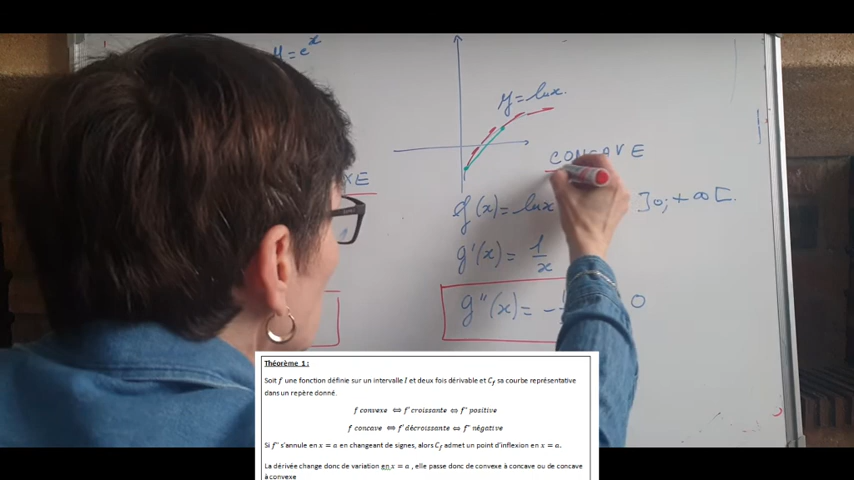 y = e^x
y = lnx.
CONCAVE
XE
g(x) = lnx ]0;+∞[.
g'(x) = 1/x
g''(x) = - 0
Théorème 1 :
Soit f une fonction définie sur un intervalle I et deux fois dérivable et C_f sa courbe représentative
dans un repère donné.
f convexe ⇔ f' croissante ⇔ f'' positive
f concave ⇔ f' décroissante ⇔ f'' négative
Si f'' s'annule en x = a en changeant de signes, alors C_f admet un point d'inflexion en x = a.
La dérivée change donc de variation en x = a , elle passe donc de convexe à concave ou de concave
à convexe